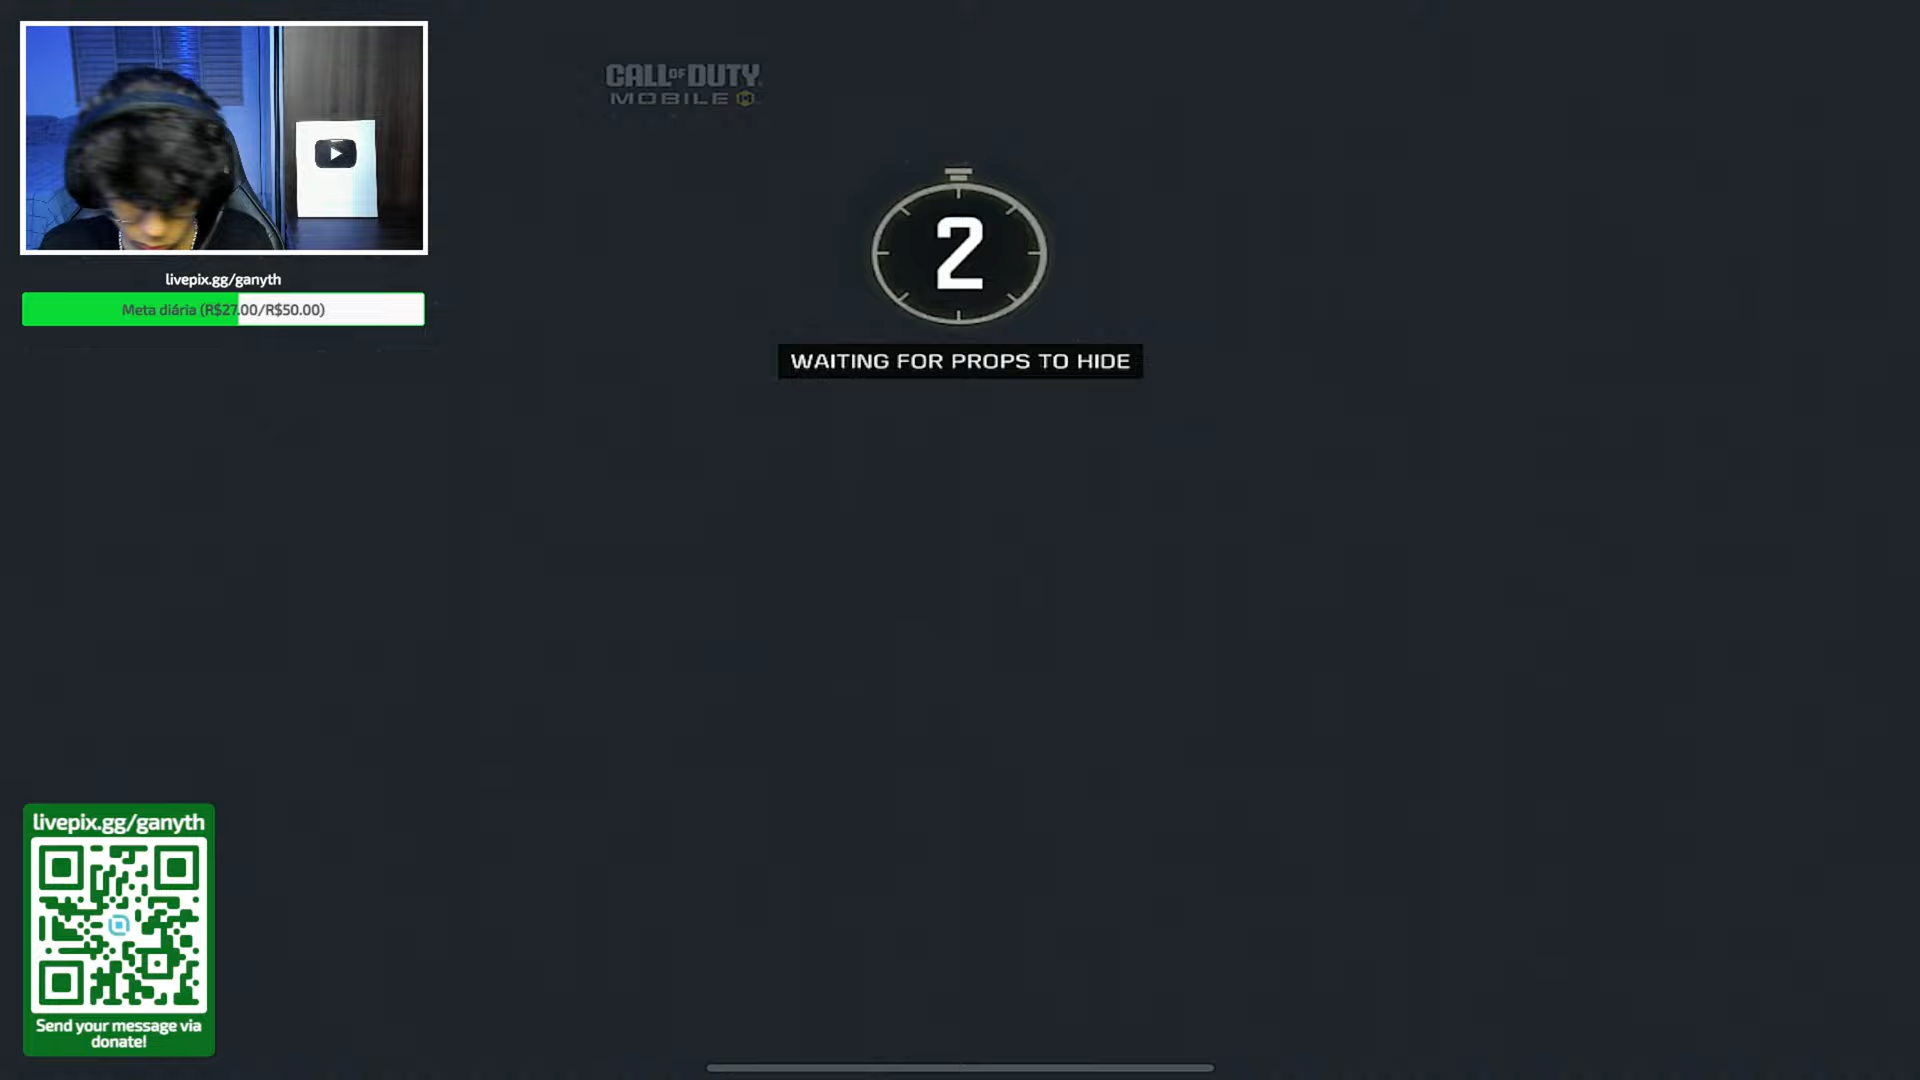 CALL OF DUTY
MOBILE
2
WAITING FOR PROPS TO HIDE
livepix.gg/ganyth
Meta diária (R$27.00/R$50.00)
livepix.gg/ganyth
Send your message via
donate!